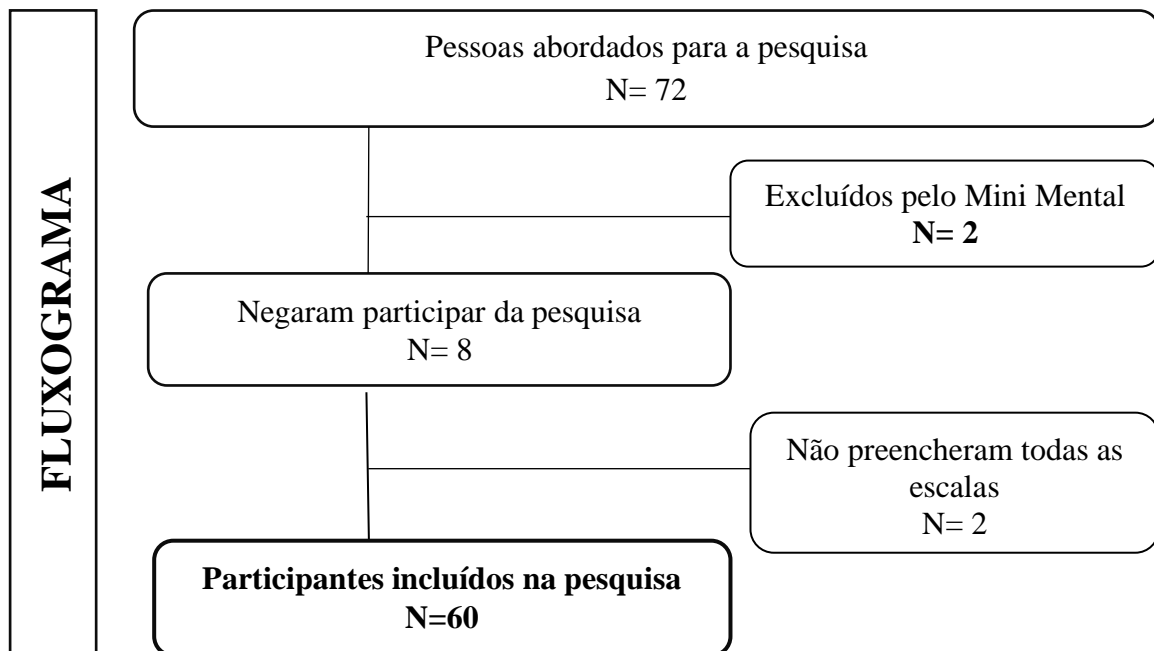 FLUXOGRAMA
Pessoas abordados para a pesquisa
N= 72
Excluídos pelo Mini Mental
N= 2
Negaram participar da pesquisa
N= 8
Não preencheram todas as
escalas
N= 2
Participantes incluídos na pesquisa
N=60